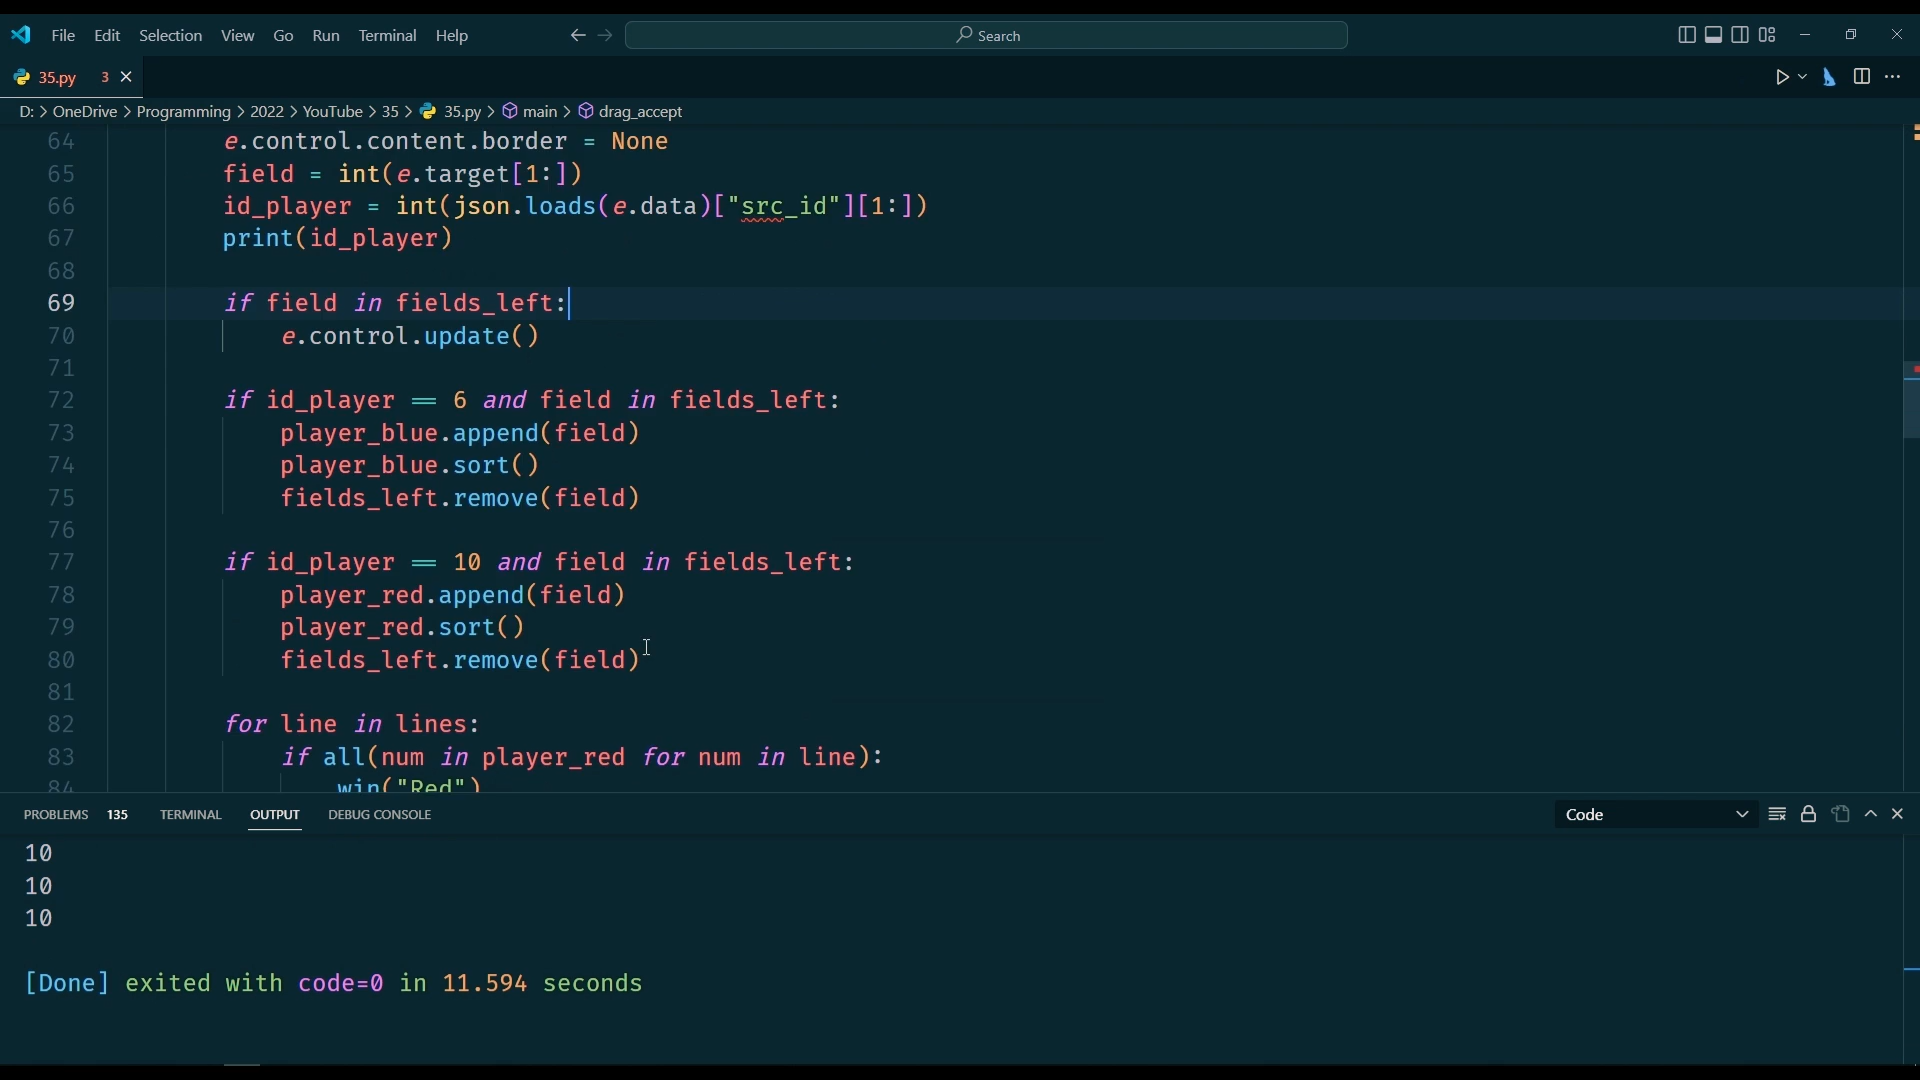 File Edit Selection View Go Run Terminal Help Search
35.py 3
D: > OneDrive > Programming > 2022 > YouTube > 35 > 35.py > main > drag_accept
64 e.control.content.border = None
65 field = int(e.target[1:])
66 id_player = int(json.loads(e.data)["src_id"][1:])
67 print(id_player)
68
69 if field in fields_left:
70 e.control.update()
71
72 if id_player == 6 and field in fields_left:
73 player_blue.append(field)
74 player_blue.sort()
75 fields_left.remove(field)
76
77 if id_player == 10 and field in fields_left:
78 player_red.append(field)
79 player_red.sort()
80 fields_left.remove(field)
81
82 for line in lines:
83 if all(num in player_red for num in line):
84 win("Red")
PROBLEMS 135 TERMINAL OUTPUT DEBUG CONSOLE Code
10
10
10
[Done] exited with code=0 in 11.594 seconds